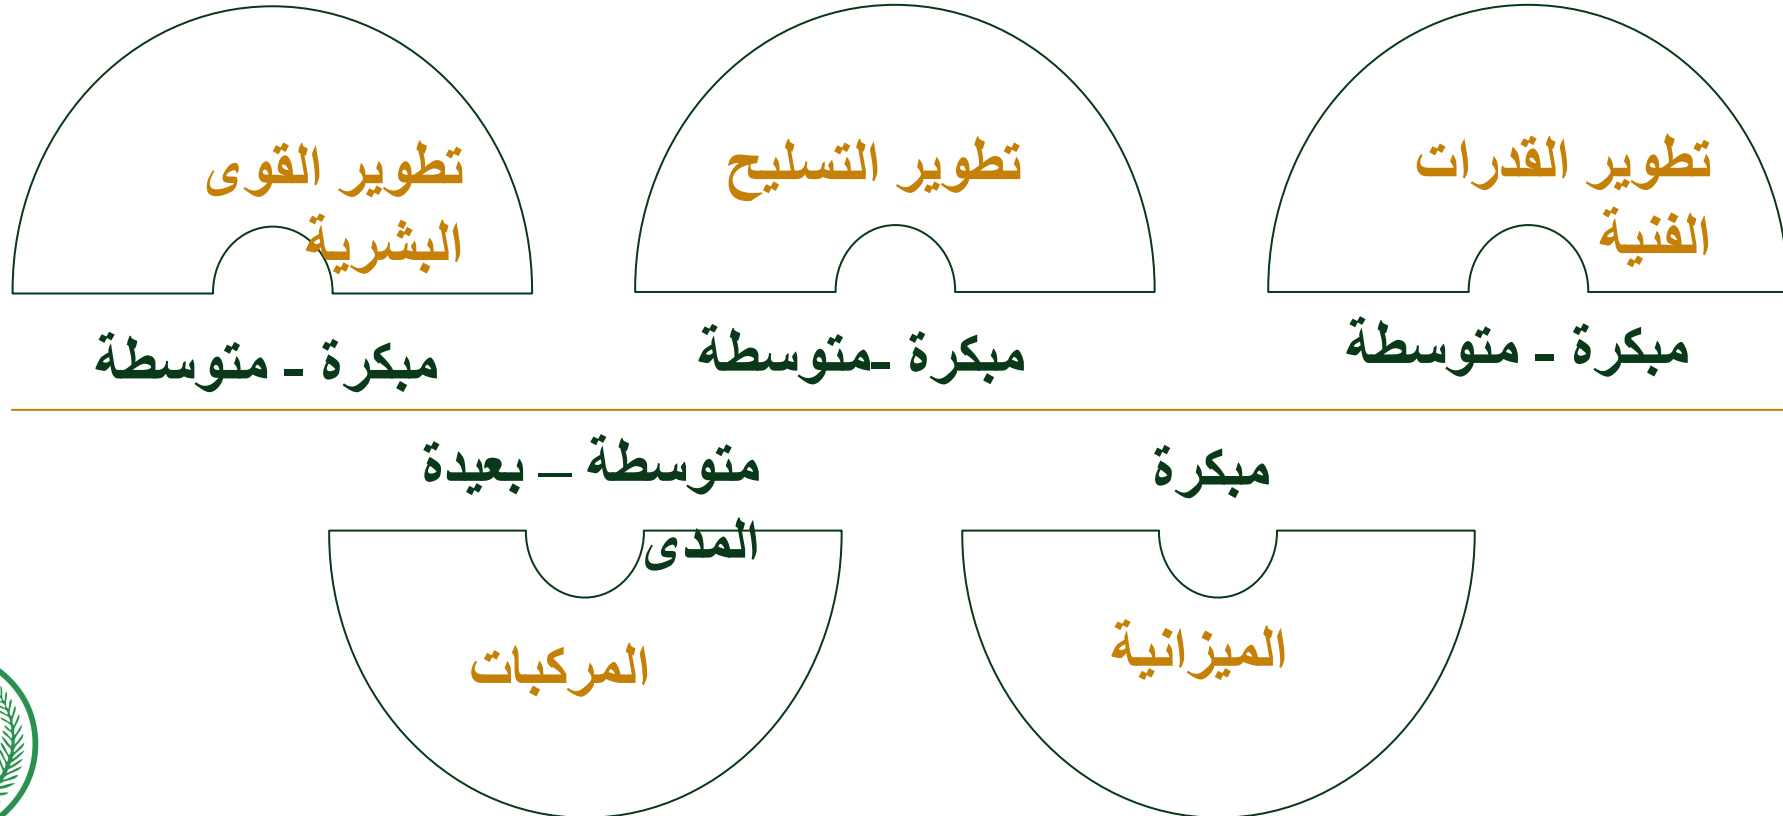 تطوير القدرات
الفنية
مبكرة - متوسطة
تطوير التسليح
مبكرة -متوسطة
تطوير القوى
البشرية
مبكرة - متوسطة
مبكرة
الميزانية
متوسطة – بعيدة
المدى
المركبات